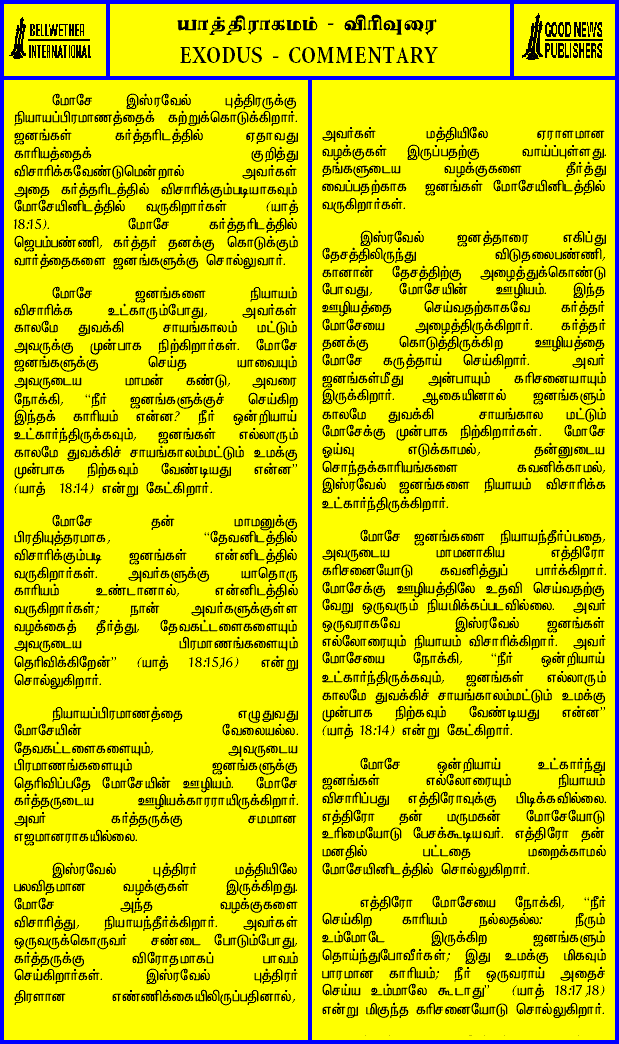 BELLWETHER
INTERNATIONAL
யாத்திராகமம் - விரிவுரை
EXODUS - COMMENTARY
GOOD NEWS
PUBLISHERS
மோசே இஸ்ரவேல் புத்திரருக்கு
நியாயப்பிரமாணத்தைக் கற்றுக்கொடுக்கிறார்.
ஜனங்கள் கர்த்தரிடத்தில் ஏதாவது
காரியத்தைக் குறித்து
விசாரிக்கவேண்டுமென்றால் அவர்கள்
அதை கர்த்தரிடத்தில் விசாரிக்கும்படியாகவும்
மோசேயினிடத்தில் வருகிறார்கள் (யாத்
18:15). மோசே கர்த்தரிடத்தில்
ஜெபம்பண்ணி, கர்த்தர் தனக்கு கொடுக்கும்
வார்த்தைகளை ஜனங்களுக்கு சொல்லுவார்.
மோசே ஜனங்களை நியாயம்
விசாரிக்க உட்காரும்போது, அவர்கள்
காலமே துவக்கி சாயங்காலம் மட்டும்
அவருக்கு முன்பாக நிற்கிறார்கள். மோசே
ஜனங்களுக்கு செய்த யாவையும்
அவருடைய மாமன் கண்டு, அவரை
நோக்கி, “நீர் ஜனங்களுக்குச் செய்கிற
இந்தக் காரியம் என்ன? நீர் ஒன்றியாய்
உட்கார்ந்திருக்கவும், ஜனங்கள் எல்லாரும்
காலமே துவக்கிச் சாயங்காலம்மட்டும் உமக்கு
முன்பாக நிற்கவும் வேண்டியது என்ன”
(யாத் 18:14) என்று கேட்கிறார்.
மோசே தன் மாமனுக்கு
பிரதியுத்தரமாக, “தேவனிடத்தில்
விசாரிக்கும்படி ஜனங்கள் என்னிடத்தில்
வருகிறார்கள். அவர்களுக்கு யாதொரு
காரியம் உண்டானால், என்னிடத்தில்
வருகிறார்கள்; நான் அவர்களுக்குள்ள
வழக்கைத் தீர்த்து, தேவகட்டளைகளையும்
அவருடைய பிரமாணங்களையும்
தெரிவிக்கிறேன்” (யாத் 18:15,16) என்று
சொல்லுகிறார்.
நியாயப்பிரமாணத்தை எழுதுவது
மோசேயின் வேலையல்ல.
தேவகட்டளைகளையும், அவருடைய
பிரமாணங்களையும் ஜனங்களுக்கு
தெரிவிப்பதே மோசேயின் ஊழியம். மோசே
கர்த்தருடைய ஊழியக்காரராயிருக்கிறார்.
அவர் கர்த்தருக்கு சமமான
எஜமானராகயில்லை.
இஸ்ரவேல் புத்திரர் மத்தியிலே
பலவிதமான வழக்குகள் இருக்கிறது.
மோசே அந்த வழக்குகளை
விசாரித்து, நியாயந்தீர்க்கிறார். அவர்கள்
ஒருவருக்கொருவர் சண்டை போடும்போது,
கர்த்தருக்கு விரோதமாகப் பாவம்
செய்கிறார்கள். இஸ்ரவேல் புத்திரர்
திரளான எண்ணிக்கையிலிருப்பதினால்,
அவர்கள் மத்தியிலே ஏராளமான
வழக்குகள் இருப்பதற்கு வாய்ப்புள்ளது.
தங்களுடைய வழக்குகளை தீர்த்து
வைப்பதற்காக ஜனங்கள் மோசேயினிடத்தில்
வருகிறார்கள்.
இஸ்ரவேல் ஜனத்தாரை எகிப்து
தேசத்திலிருந்து விடுதலைபண்ணி,
கானான் தேசத்திற்கு அழைத்துக்கொண்டு
போவது, மோசேயின் ஊழியம். இந்த
ஊழியத்தை செய்வதற்காகவே கர்த்தர்
மோசேயை அழைத்திருக்கிறார். கர்த்தர்
தனக்கு கொடுத்திருக்கிற ஊழியத்தை
மோசே கருத்தாய் செய்கிறார். அவர்
ஜனங்கள்மீது அன்பாயும் கரிசனையாயும்
இருக்கிறார். ஆகையினால் ஜனங்களும்
காலமே துவக்கி சாயங்கால மட்டும்
மோசேக்கு முன்பாக நிற்கிறார்கள். மோசே
ஓய்வு எடுக்காமல், தன்னுடைய
சொந்தக்காரியங்களை கவனிக்காமல்,
இஸ்ரவேல் ஜனங்களை நியாயம் விசாரிக்க
உட்கார்ந்திருக்கிறார்.
மோசே ஜனங்களை நியாயந்தீர்ப்பதை,
அவருடைய மாமனாகிய எத்திரோ
கரிசனையோடு கவனித்துப் பார்க்கிறார்.
மோசேக்கு ஊழியத்திலே உதவி செய்வதற்கு
வேறு ஒருவரும் நியமிக்கப்படவில்லை. அவர்
ஒருவராகவே இஸ்ரவேல் ஜனங்கள்
எல்லோரையும் நியாயம் விசாரிக்கிறார். அவர்
மோசேயை நோக்கி, “நீர் ஒன்றியாய்
உட்கார்ந்திருக்கவும், ஜனங்கள் எல்லாரும்
காலமே துவக்கிச் சாயங்காலம்மட்டும் உமக்கு
முன்பாக நிற்கவும் வேண்டியது என்ன”
(யாத் 18:14) என்று கேட்கிறார்.
மோசே ஒன்றியாய் உட்கார்ந்து
ஜனங்கள் எல்லோரையும் நியாயம்
விசாரிப்பது எத்திரோவுக்கு பிடிக்கவில்லை.
எத்திரோ தன் மருமகன் மோசேயோடு
உரிமையோடு பேசக்கூடியவர். எத்திரோ தன்
மனதில் பட்டதை மறைக்காமல்
மோசேயினிடத்தில் சொல்லுகிறார்.
எத்திரோ மோசேயை நோக்கி, “நீர்
செய்கிற காரியம் நல்லதல்ல: நீரும்
உம்மோடே இருக்கிற ஜனங்களும்
தொய்ந்துபோவீர்கள்; இது உமக்கு மிகவும்
பாரமான காரியம்; நீர் ஒருவராய் அதைச்
செய்ய உம்மாலே கூடாது” (யாத் 18:17,18)
என்று மிகுந்த கரிசனையோடு சொல்லுகிறார்.